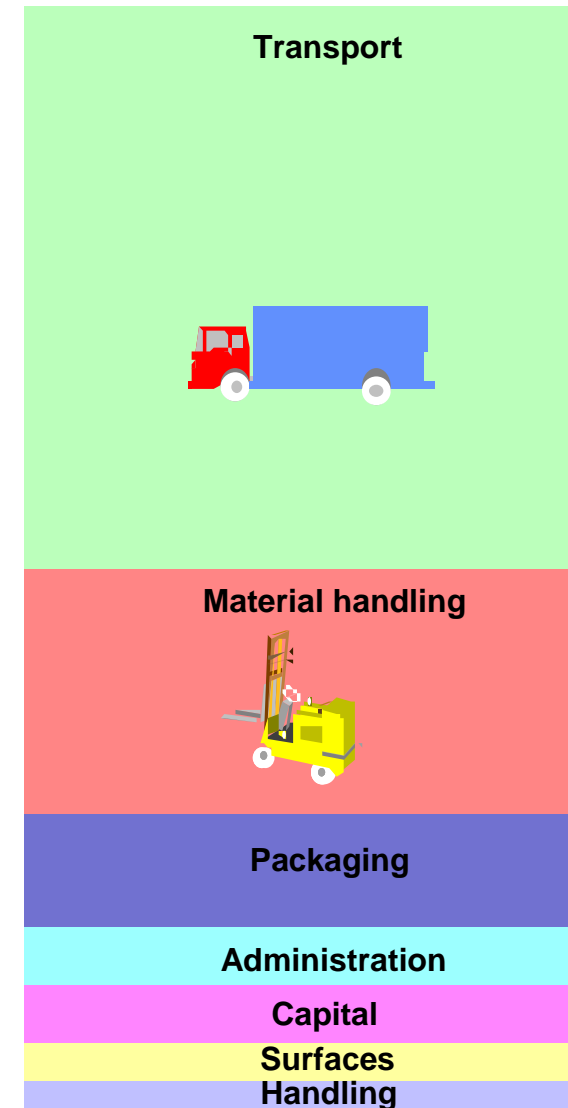 Transport
Material handling
Packaging
Administration
Capital
Surfaces
Handling